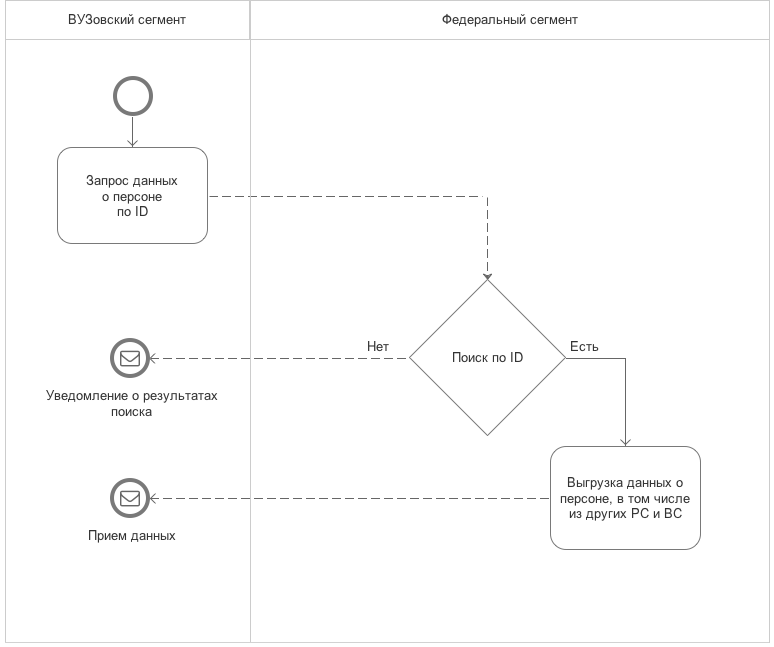 ВУЗовский сегмент
Федеральный сегмент
Запрос данных
о персоне
по ID
Нет
Поиск по ID
Есть
Уведомление о результатах
поиска
Выгрузка данных о
персоне, в том числе
из других РС и ВС
Прием данных